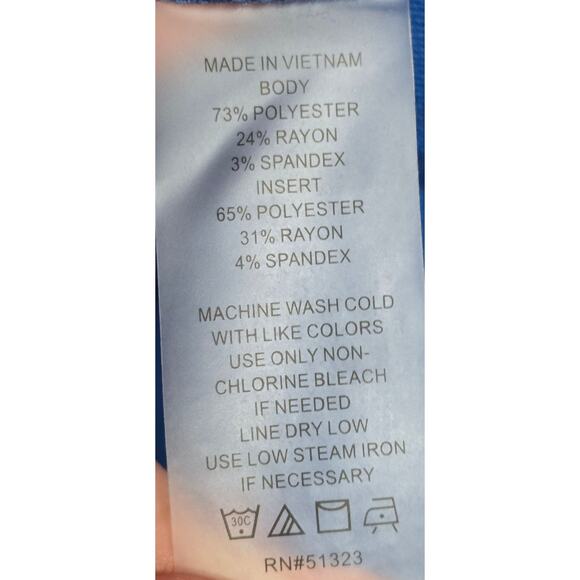 MADE IN VIETNAM
BODY
73% POLYESTER
24% RAYON
3% SPANDEX
INSERT
65% POLYESTER
31% RAYON
4% SPANDEX
MACHINE WASH COLD
WITH LIKE COLORS
USE ONLY NON-
CHLORINE BLEACH
IF NEEDED
LINE DRY LOW
USE LOW STEAM IRON
IF NECESSARY
30C
RN#51323